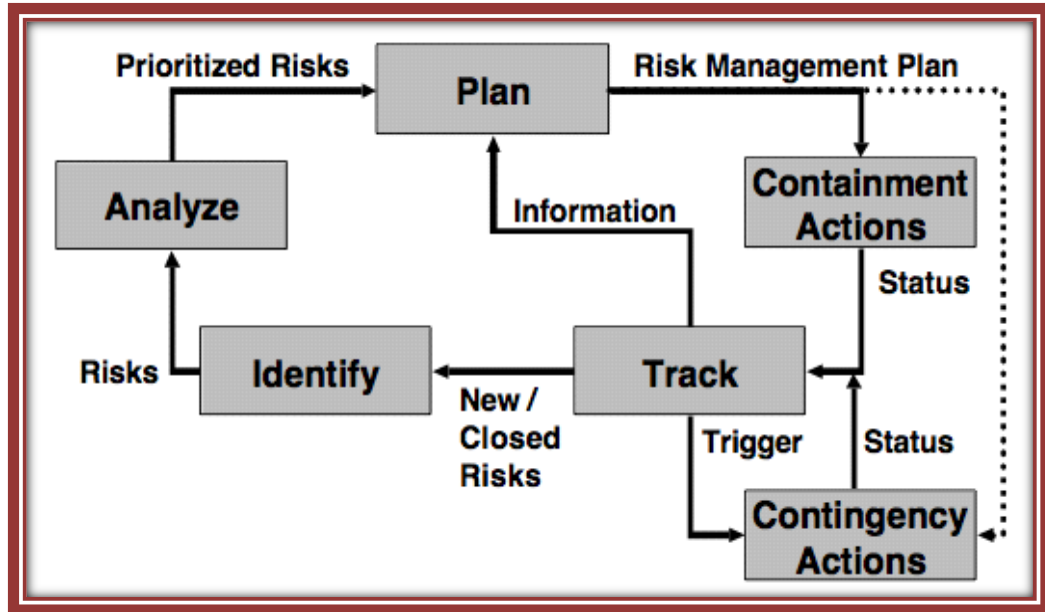 Prioritized Risks
Plan
Risk Management Plan
Analyze
Information
Containment
Actions
Status
Risks
Identify
New /
Closed
Risks
Track
Trigger
Status
Contingency
Actions